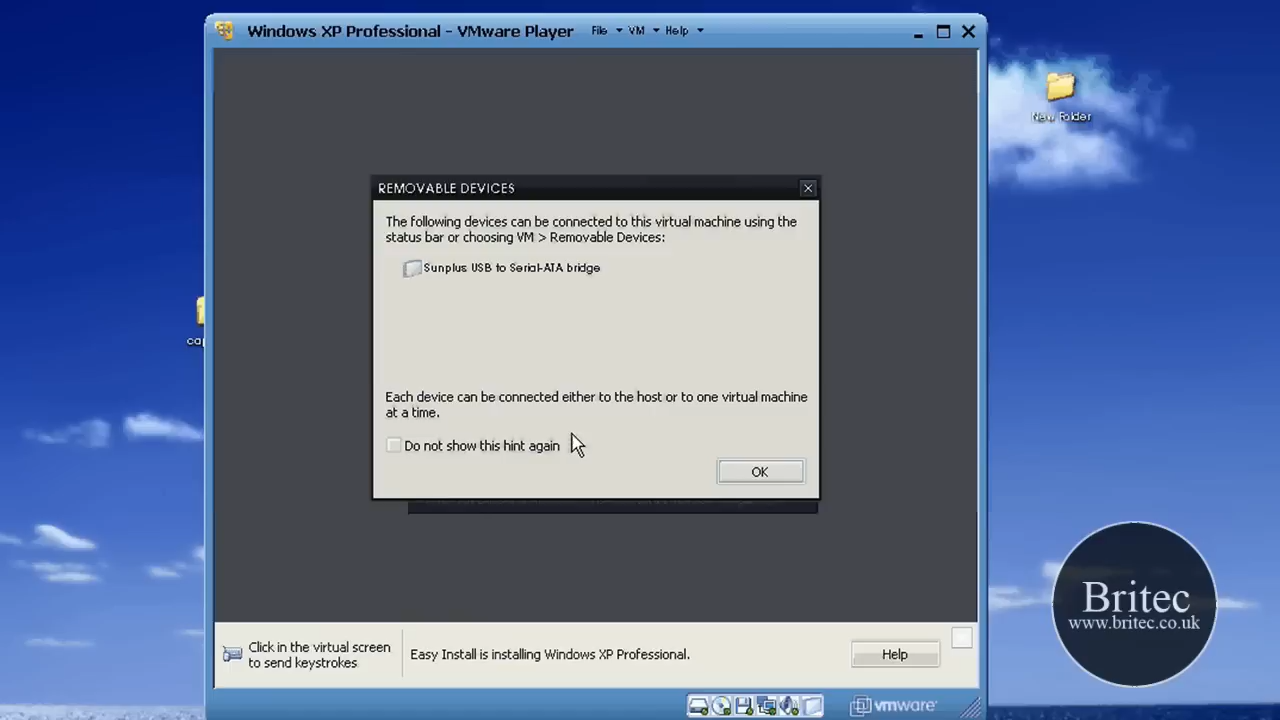 Windows XP Professional - VMware Player File VM Help
New Folder
REMOVABLE DEVICES
The following devices can be connected to this virtual machine using the
status bar or choosing VM > Removable Devices:
Sunplus USB to Serial-ATA bridge
Each device can be connected either to the host or to one virtual machine
at a time.
Do not show this hint again
OK
Britec
www.britec.co.uk
Click in the virtual screen
to send keystrokes
Easy Install is installing Windows XP Professional.
Help
vmware